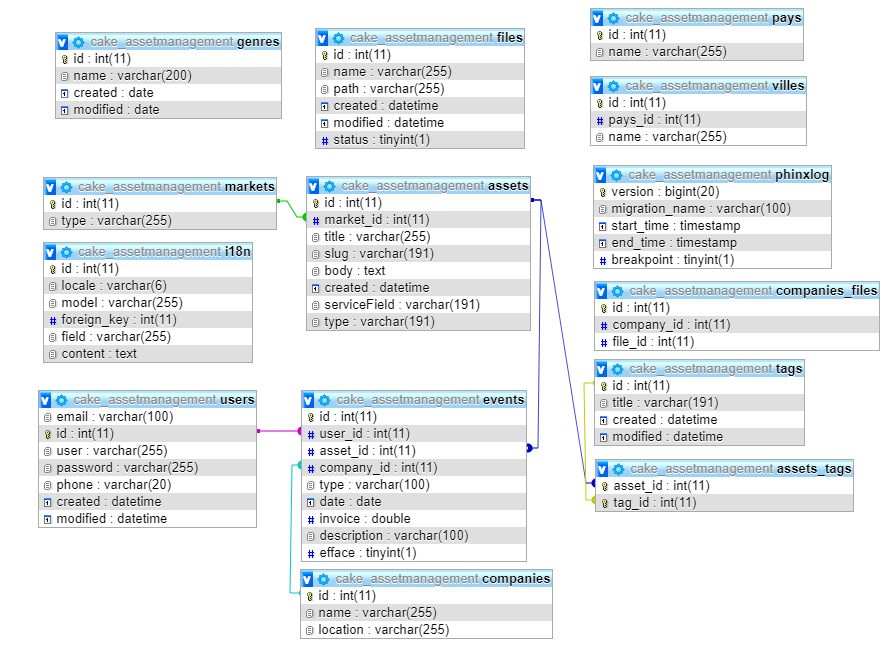 cake_assetmanagement genres
id : int(11)
name : varchar(200)
created : date
modified : date
cake_assetmanagement files
id : int(11)
name : varchar(255)
path : varchar(255)
created : datetime
modified : datetime
status : tinyint(1)
cake_assetmanagement pays
id : int(11)
name : varchar(255)
cake_assetmanagement villes
id : int(11)
pays_id : int(11)
name : varchar(255)
cake_assetmanagement markets
id : int(11)
type : varchar(255)
cake_assetmanagement assets
id : int(11)
market_id : int(11)
title : varchar(255)
slug : varchar(191)
body : text
created : datetime
serviceField : varchar(191)
type : varchar(191)
cake_assetmanagement phinxlog
version : bigint(20)
migration_name : varchar(100)
start_time : timestamp
end_time : timestamp
breakpoint : tinyint(1)
cake_assetmanagement i18n
id : int(11)
locale : varchar(6)
model : varchar(255)
foreign_key : int(11)
field : varchar(255)
content : text
cake_assetmanagement companies_files
id : int(11)
company_id : int(11)
file_id : int(11)
cake_assetmanagement tags
id : int(11)
title : varchar(191)
created : datetime
modified : datetime
cake_assetmanagement users
email : varchar(100)
id : int(11)
user : varchar(255)
password : varchar(255)
phone : varchar(20)
created : datetime
modified : datetime
cake_assetmanagement events
id : int(11)
user_id : int(11)
asset_id : int(11)
company_id : int(11)
type : varchar(100)
date : date
invoice : double
description : varchar(100)
efface : tinyint(1)
cake_assetmanagement assets_tags
asset_id : int(11)
tag_id : int(11)
cake_assetmanagement companies
id : int(11)
name : varchar(255)
location : varchar(255)